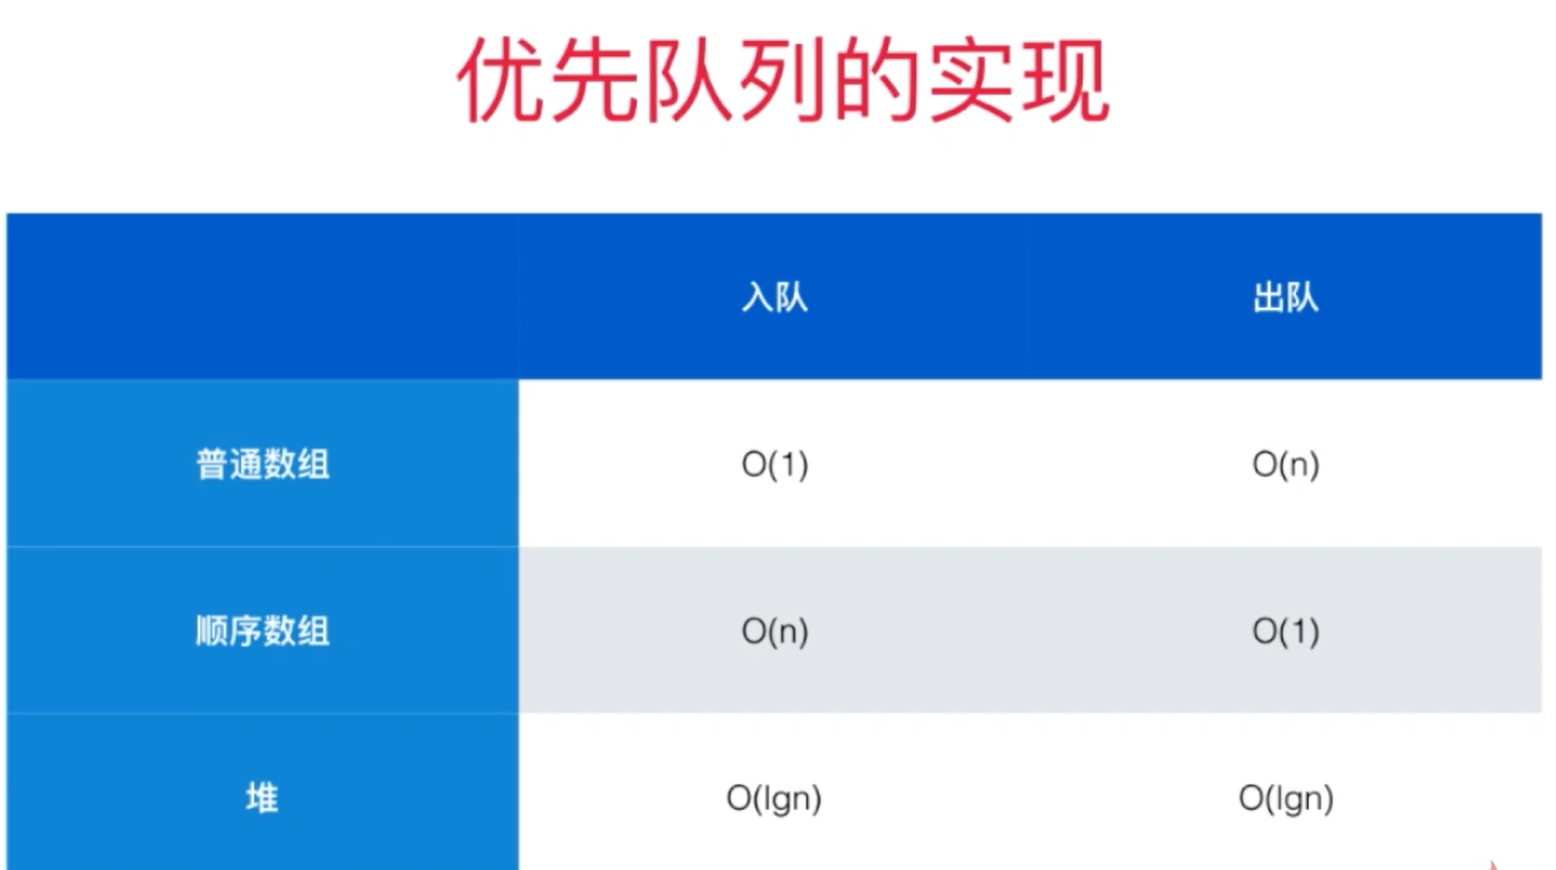 优先队列的实现
入队 出队
普通数组 O(1) O(n)
顺序数组 O(n) O(1)
堆 O(lgn) O(lgn)